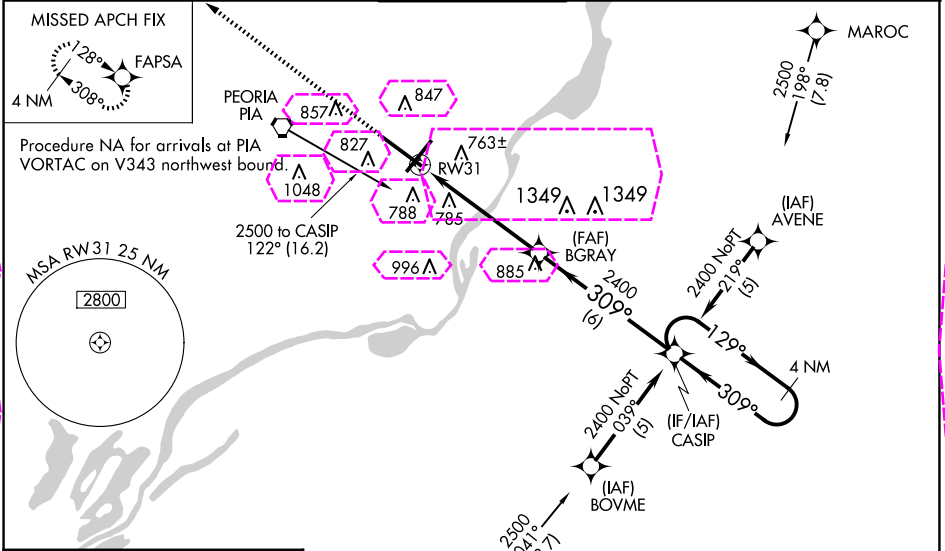 MISSED APCH FIX
128°
FAPSA
308°
4 NM
Procedure NA for arrivals at PIA
VORTAC on V343 northwest bound.
PEORIA
PIA
857
847
827
763±
RW31
1048
788
785
1349
1349
2500 to CASIP
122° (16.2)
996
885
(FAF)
BGRAY
MAROC
2500
198°
(7.8)
(IAF)
AVENE
2400 NoPT
219°
(5)
2400
309°
(6)
129°
4 NM
309°
(IF/IAF)
CASIP
2400 NoPT
039°
(5)
(IAF)
BOVME
2500
MSA RW31 25 NM
2800